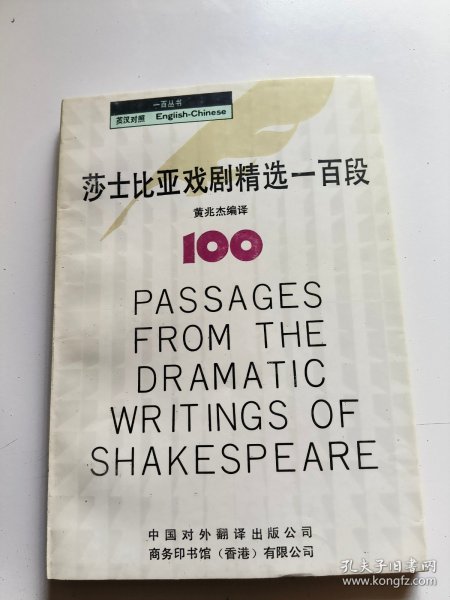 一百丛书
英汉对照 English-Chinese
莎士比亚戏剧精选一百段
黄兆杰编译
100
PASSAGES
FROM THE
DRAMATIC
WRITINGS OF
SHAKESPEARE
中国对外翻译出版公司
商务印书馆（香港）有限公司
孔夫子旧书网
www.kongfz.com